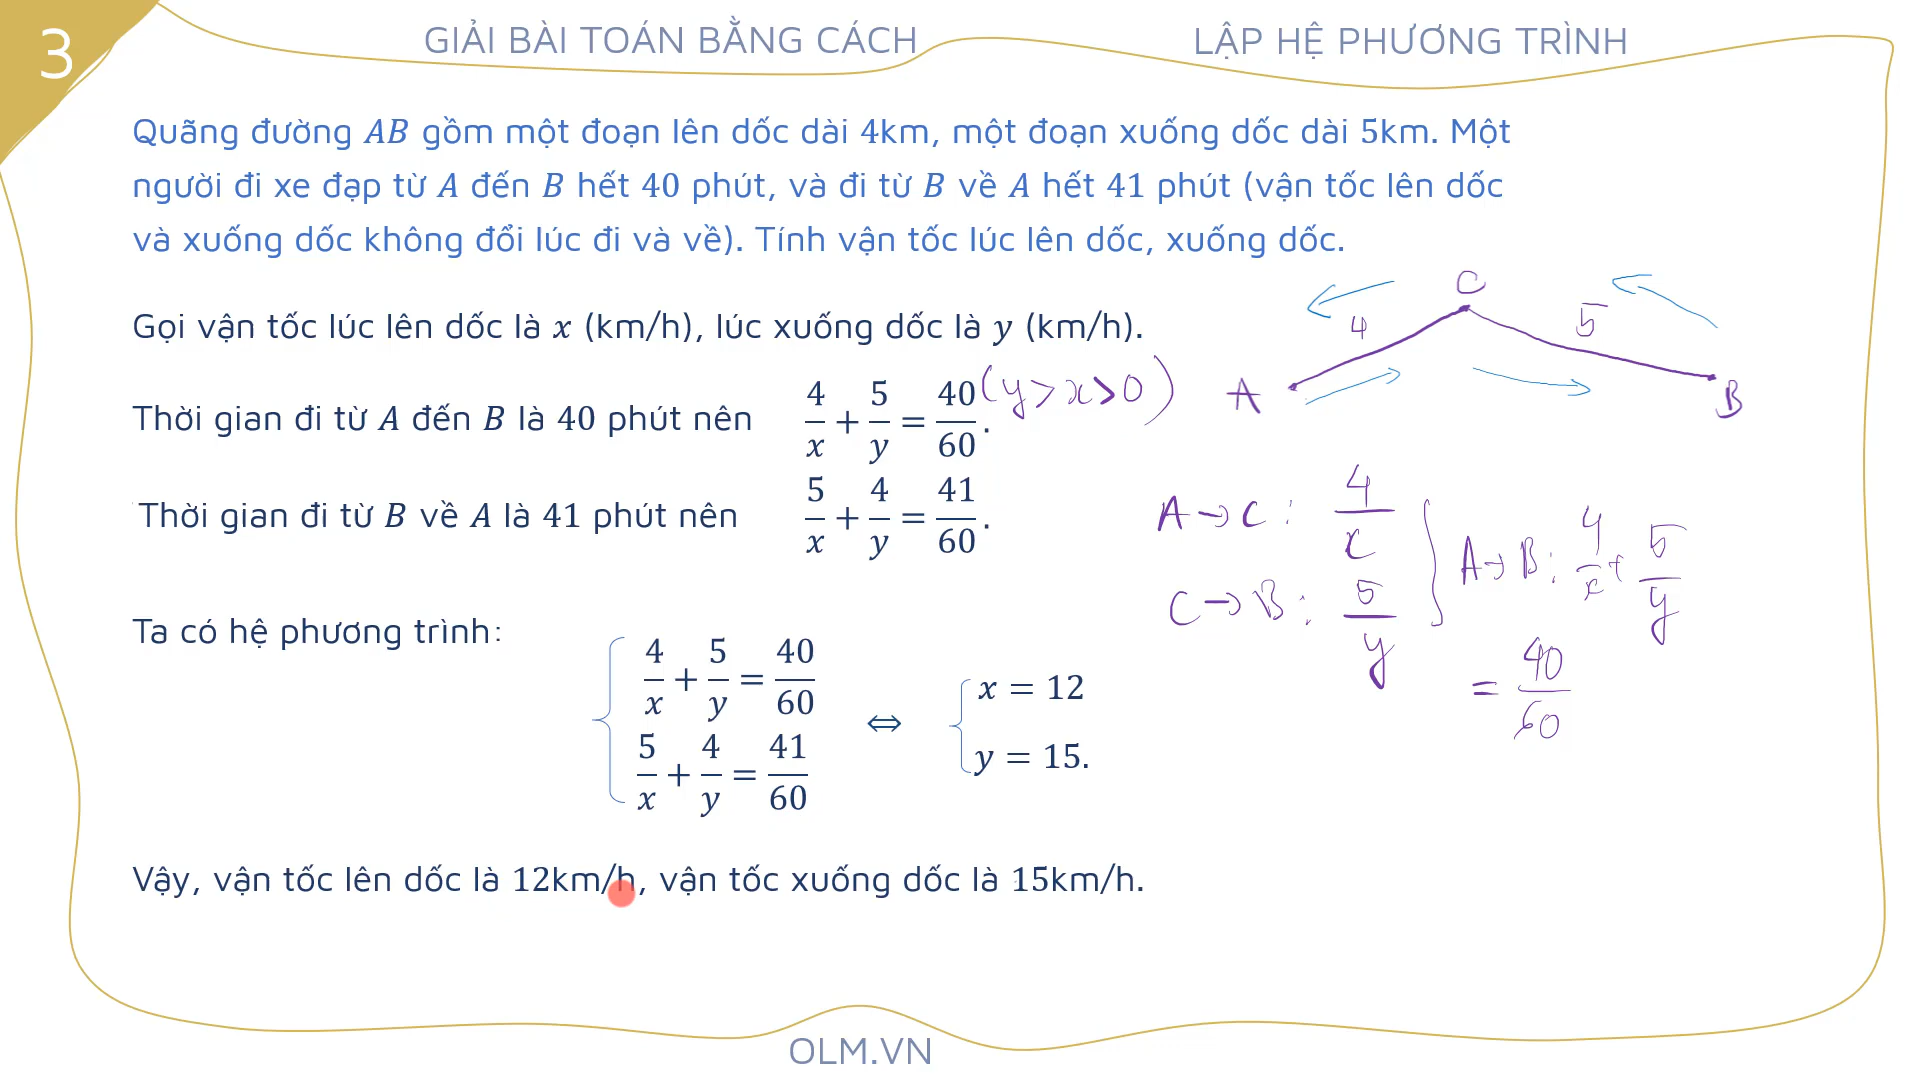 3
GIẢI BÀI TOÁN BẰNG CÁCH LẬP HỆ PHƯƠNG TRÌNH
Quãng đường AB gồm một đoạn lên dốc dài 4km, một đoạn xuống dốc dài 5km. Một
người đi xe đạp từ A đến B hết 40 phút, và đi từ B về A hết 41 phút (vận tốc lên dốc
và xuống dốc không đổi lúc đi và về). Tính vận tốc lúc lên dốc, xuống dốc.
Gọi vận tốc lúc lên dốc là x (km/h), lúc xuống dốc là y (km/h).
(y > x > 0)
Thời gian đi từ A đến B là 40 phút nên 4/x + 5/y = 40/60.
Thời gian đi từ B về A là 41 phút nên 5/x + 4/y = 41/60.
Ta có hệ phương trình:
4/x + 5/y = 40/60
5/x + 4/y = 41/60
⇔
x = 12
y = 15.
Vậy, vận tốc lên dốc là 12km/h, vận tốc xuống dốc là 15km/h.
C
4
5
A
B
A → C : 4/x
C → B : 5/y
A → B : 4/x + 5/y
= 40/60
OLM.VN